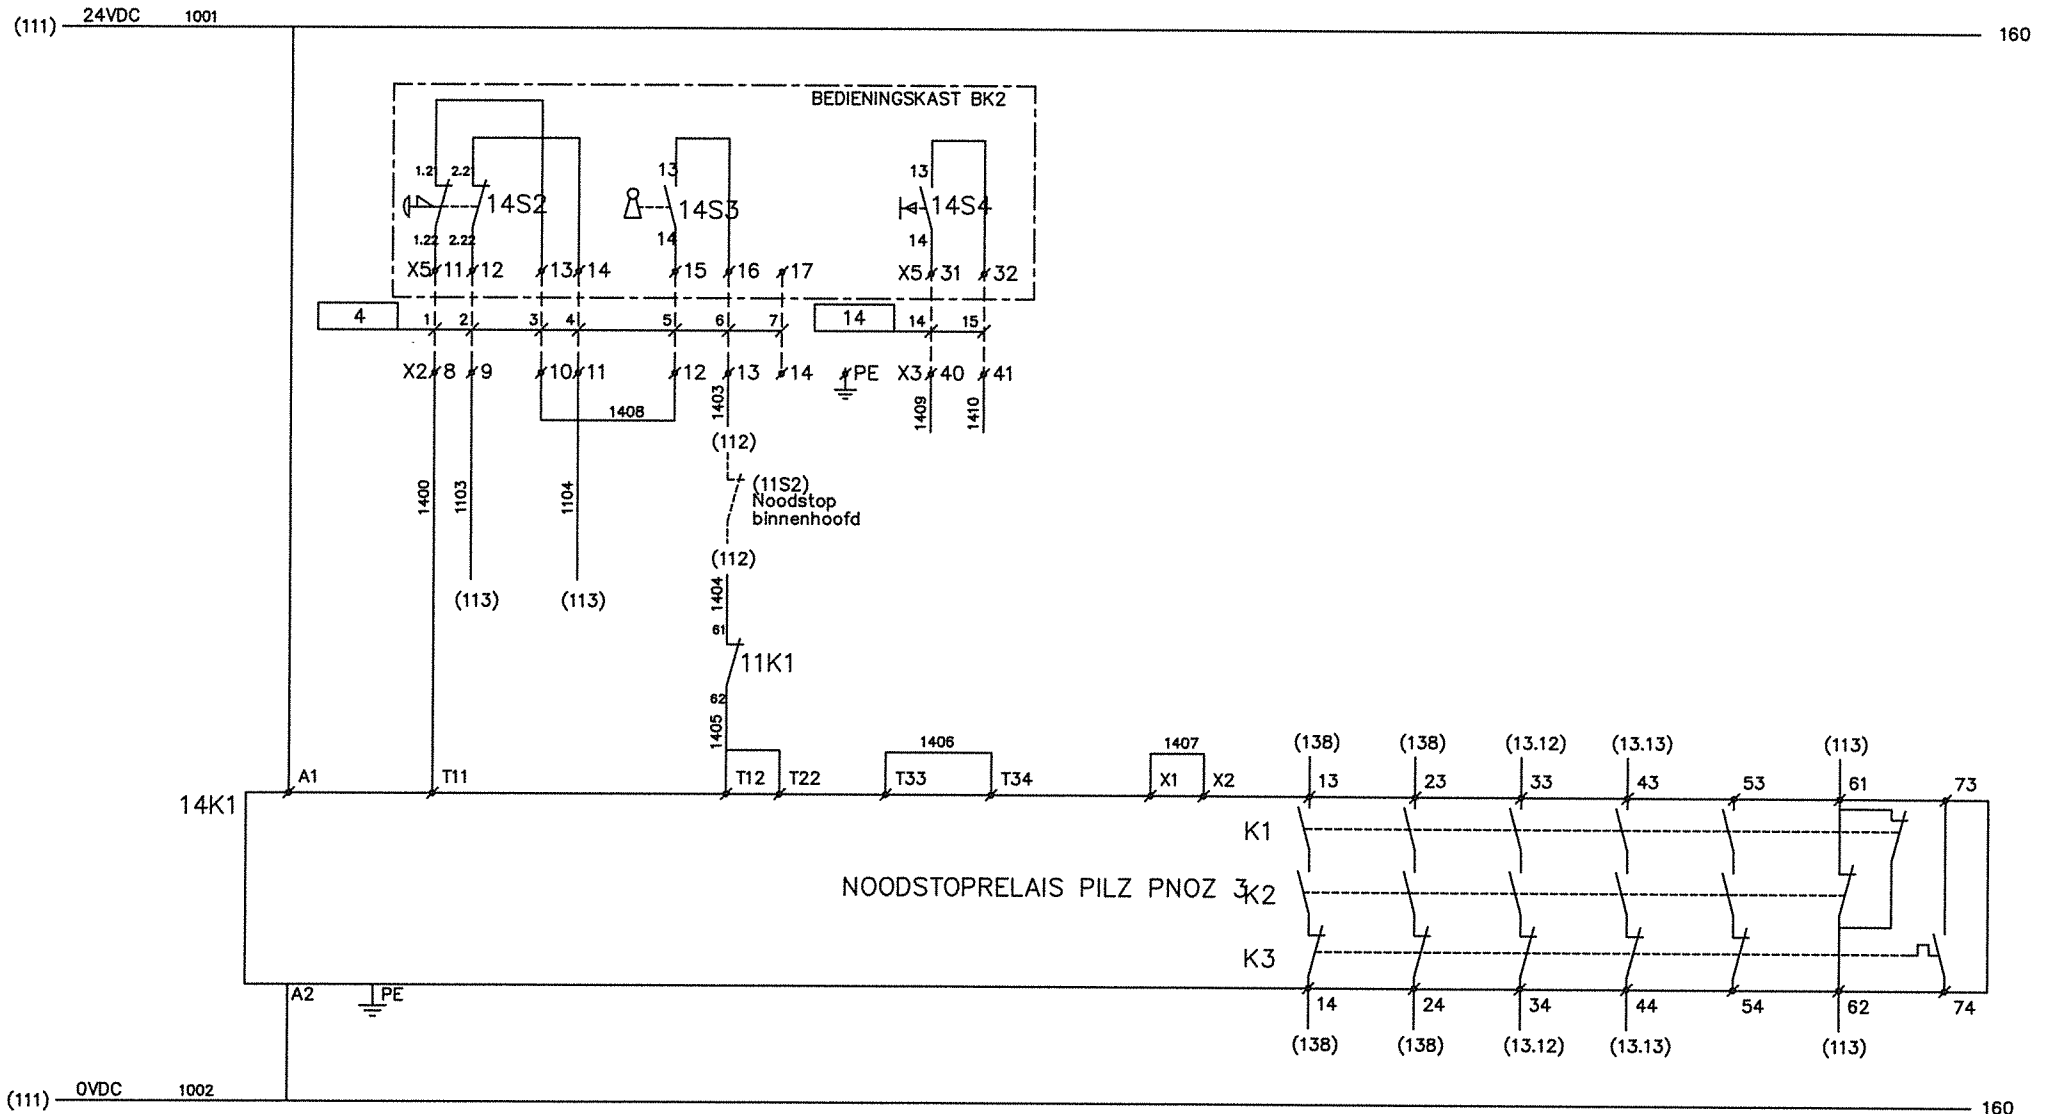 (111) 24VDC 1001 160
BEDIENINGSKAST BK2
1.21 2.21 13 13
14S2 14S3 14S4
1.22 2.22 14 14
X5 11 12 13 14 15 16 17 X5 31 32
4 1 2 3 4 5 6 7 14 14 15
X2 8 9 10 11 12 13 14 PE X3 40 41
1408 1403 1409 1410
(112)
(11S2)
Noodstop
binnenhoofd
1400 1103 1104
(112)
(113) (113) 1404
61
11K1
62
1405
1406 1407 (138) (138) (13.12) (13.13) (113)
A1 T11 T12 T22 T33 T34 X1 X2 13 23 33 43 53 61 73
14K1
K1
NOODSTOPRELAIS PILZ PNOZ 3
K2
K3
A2 PE 14 24 34 44 54 62 74
(138) (138) (13.12) (13.13) (113)
(111) 0VDC 1002 160